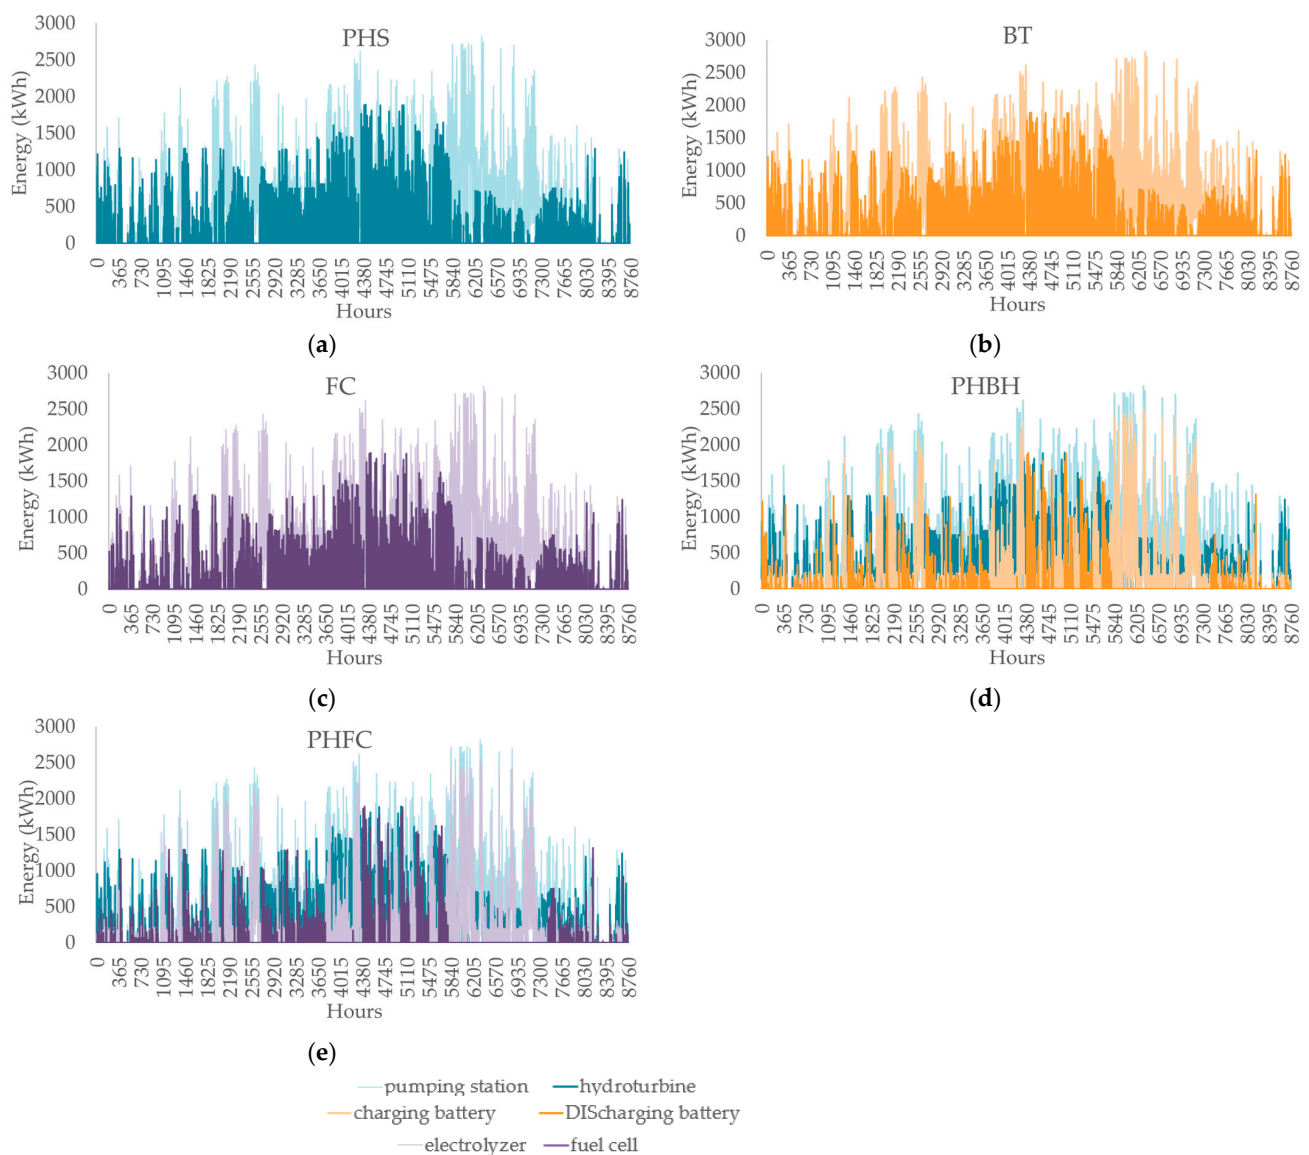 PHS
Energy (kWh)
3000
2500
2000
1500
1000
500
0
0 365 730 1095 1460 1825 2190 2555 2920 3285 3650 4015 4380 4745 5110 5475 5840 6205 6570 6935 7300 7665 8030 8395 8760
Hours
(a)
BT
Energy (kWh)
3000
2500
2000
1500
1000
500
0
0 365 730 1095 1460 1825 2190 2555 2920 3285 3650 4015 4380 4745 5110 5475 5840 6205 6570 6935 7300 7665 8030 8395 8760
Hours
(b)
FC
Energy (kWh)
3000
2500
2000
1500
1000
500
0
0 365 730 1095 1460 1825 2190 2555 2920 3285 3650 4015 4380 4745 5110 5475 5840 6205 6570 6935 7300 7665 8030 8395 8760
Hours
(c)
PHBH
Energy (kWh)
3000
2500
2000
1500
1000
500
0
0 365 730 1095 1460 1825 2190 2555 2920 3285 3650 4015 4380 4745 5110 5475 5840 6205 6570 6935 7300 7665 8030 8395 8760
Hours
(d)
PHFC
Energy (kWh)
3000
2500
2000
1500
1000
500
0
0 365 730 1095 1460 1825 2190 2555 2920 3285 3650 4015 4380 4745 5110 5475 5840 6205 6570 6935 7300 7665 8030 8395 8760
Hours
(e)
pumping station hydroturbine
charging battery DIScharging battery
electrolyzer fuel cell